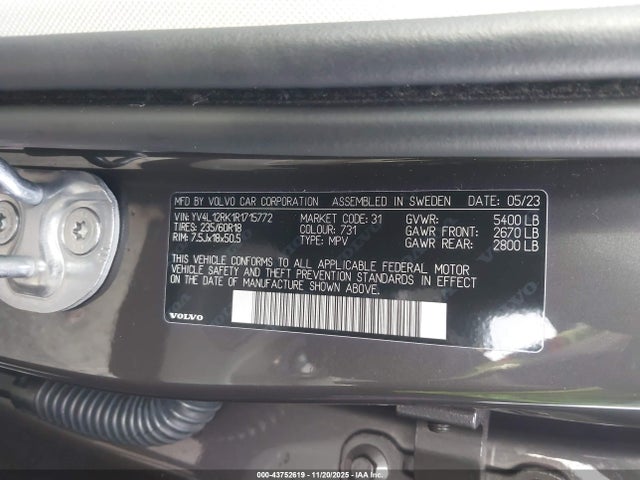 MFD BY VOLVO CAR CORPORATION ASSEMBLED IN SWEDEN DATE: 05/23
VIN: YV4L12RK1R1715772 MARKET CODE: 31 GVWR: 5400 LB
TIRES: 235/60R18 COLOUR: 731 GAWR FRONT: 2670 LB
RIM: 7.5Jx18x50.5 TYPE: MPV GAWR REAR: 2800 LB
THIS VEHICLE CONFORMS TO ALL APPLICABLE FEDERAL MOTOR
VEHICLE SAFETY AND THEFT PREVENTION STANDARDS IN EFFECT
ON THE DATE OF MANUFACTURE SHOWN ABOVE.
VOLVO
000-43752619 - 11/20/2025 - IAAI.COM